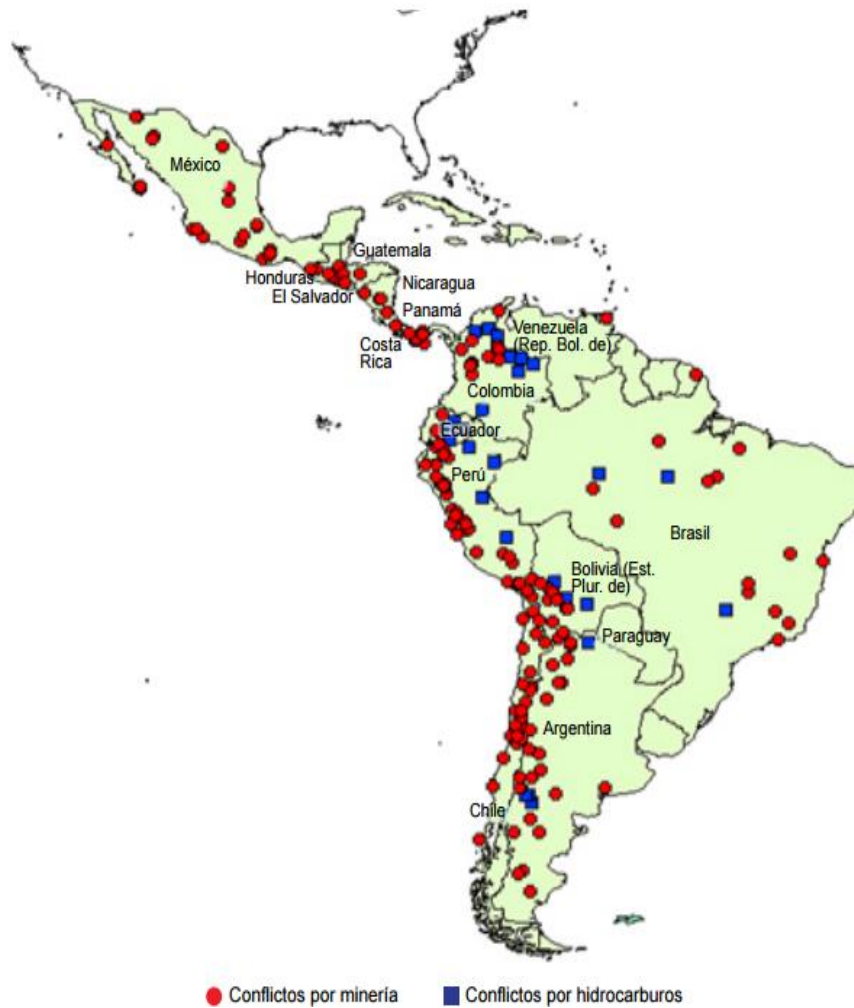 México
Guatemala
Honduras
Nicaragua
El Salvador
Panamá
Costa
Rica
Venezuela
(Rep. Bol. de)
Colombia
Ecuador
Perú
Brasil
Bolivia (Est.
Plur. de)
Paraguay
Argentina
Chile
Conflictos por minería
Conflictos por hidrocarburos